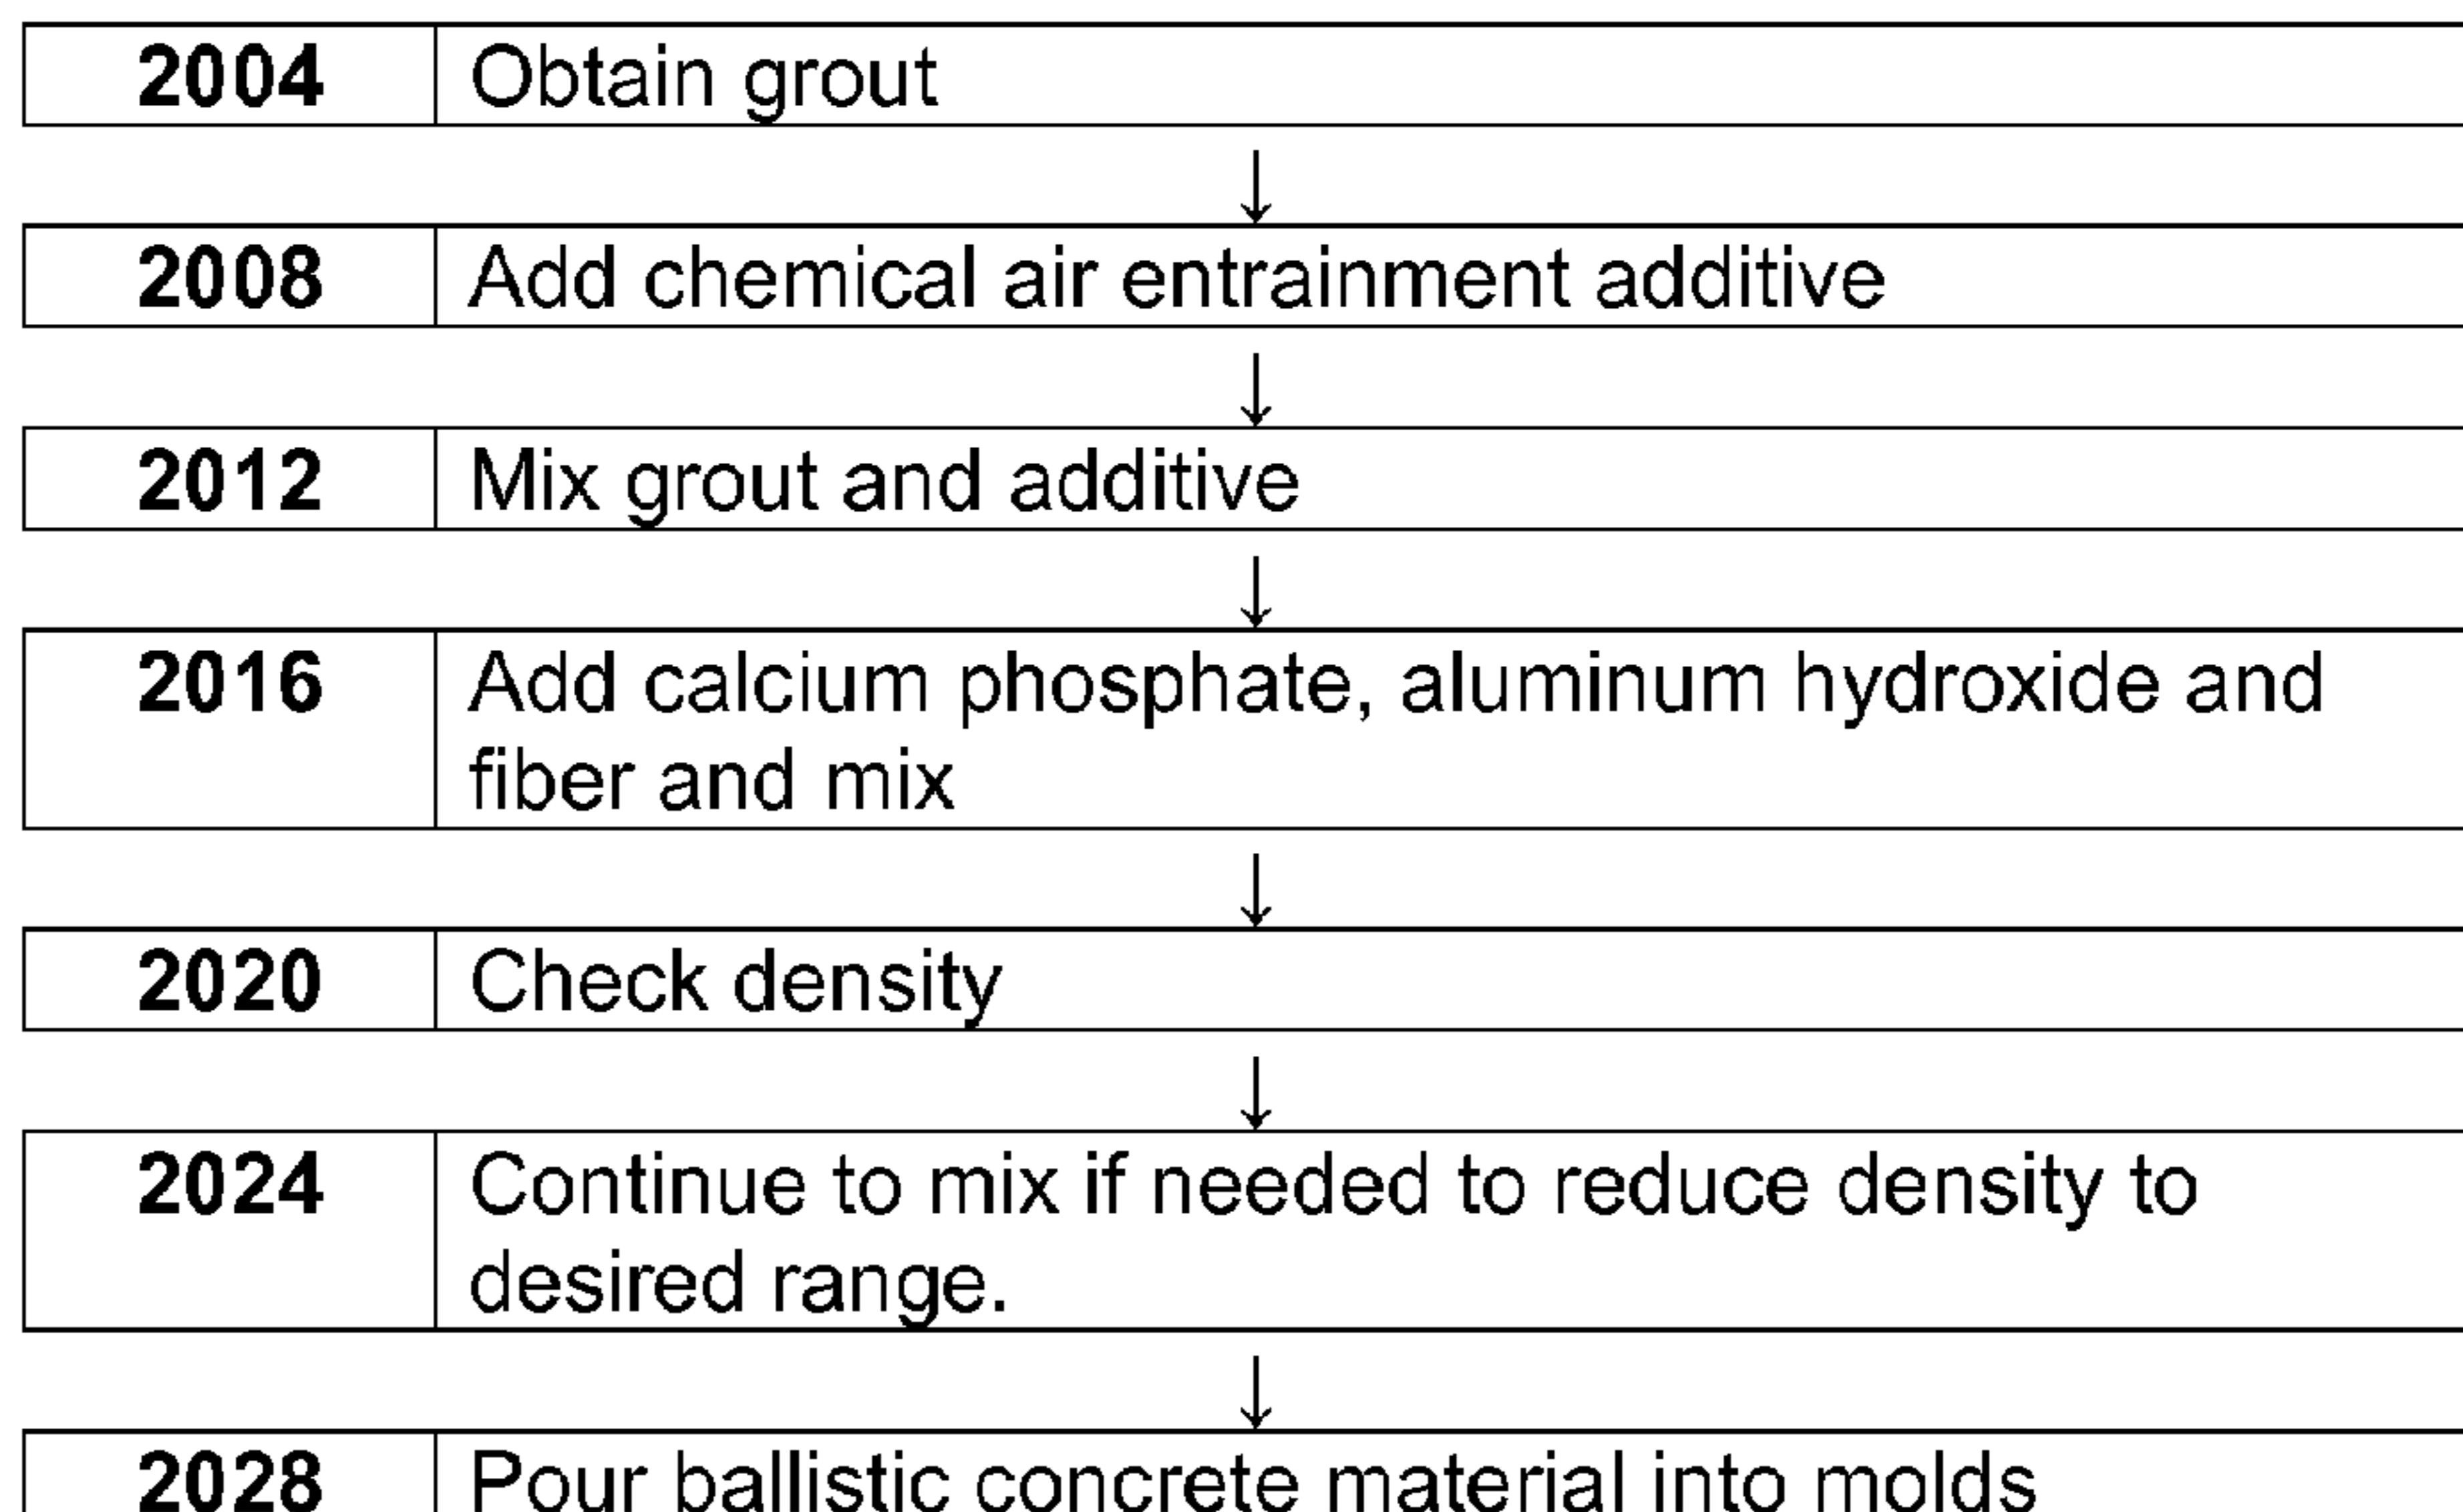 2004 Obtain grout
↓
2008 Add chemical air entrainment additive
↓
2012 Mix grout and additive
↓
2016 Add calcium phosphate, aluminum hydroxide and
fiber and mix
↓
2020 Check density
↓
2024 Continue to mix if needed to reduce density to
desired range.
↓
2028 Pour ballistic concrete material into molds